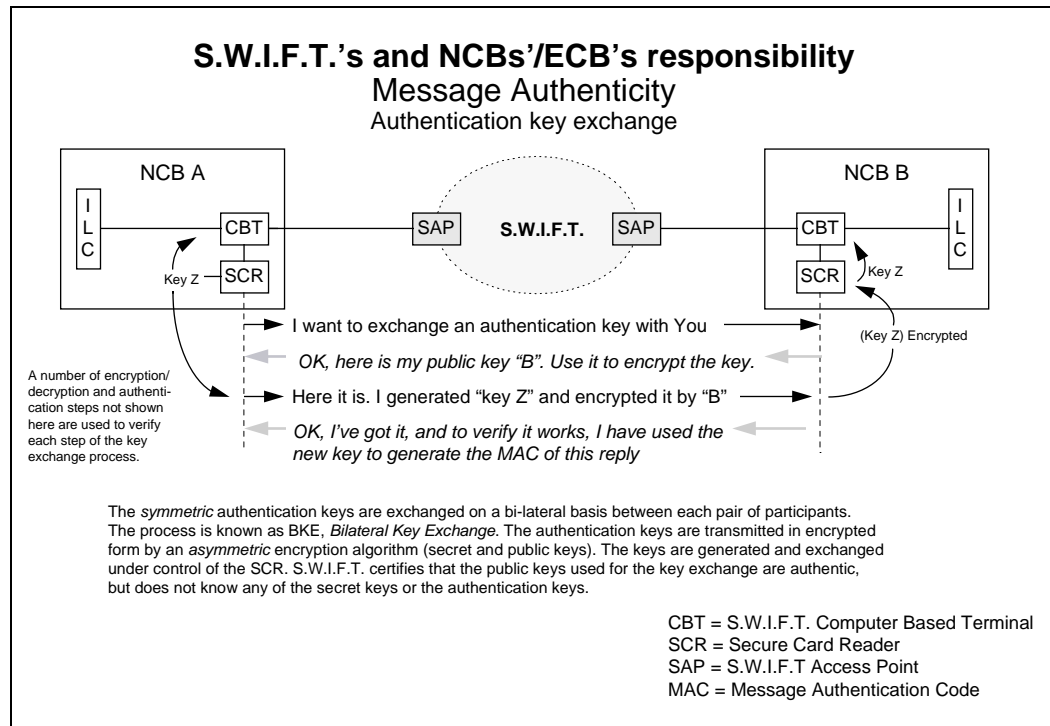 S.W.I.F.T.'s and NCBs'/ECB's responsibility
Message Authenticity
Authentication key exchange
NCB A
NCB B
I
L
C
CBT
SAP
S.W.I.F.T.
SAP
CBT
I
L
C
Key Z
SCR
SCR
Key Z
I want to exchange an authentication key with You
(Key Z) Encrypted
OK, here is my public key “B”. Use it to encrypt the key.
A number of encryption/
decryption and authenti-
cation steps not shown
here are used to verify
each step of the key
exchange process.
Here it is. I generated “key Z” and encrypted it by “B”
OK, I've got it, and to verify it works, I have used the
new key to generate the MAC of this reply
The symmetric authentication keys are exchanged on a bi-lateral basis between each pair of participants.
The process is known as BKE, Bilateral Key Exchange. The authentication keys are transmitted in encrypted
form by an asymmetric encryption algorithm (secret and public keys). The keys are generated and exchanged
under control of the SCR. S.W.I.F.T. certifies that the public keys used for the key exchange are authentic,
but does not know any of the secret keys or the authentication keys.
CBT = S.W.I.F.T. Computer Based Terminal
SCR = Secure Card Reader
SAP = S.W.I.F.T Access Point
MAC = Message Authentication Code